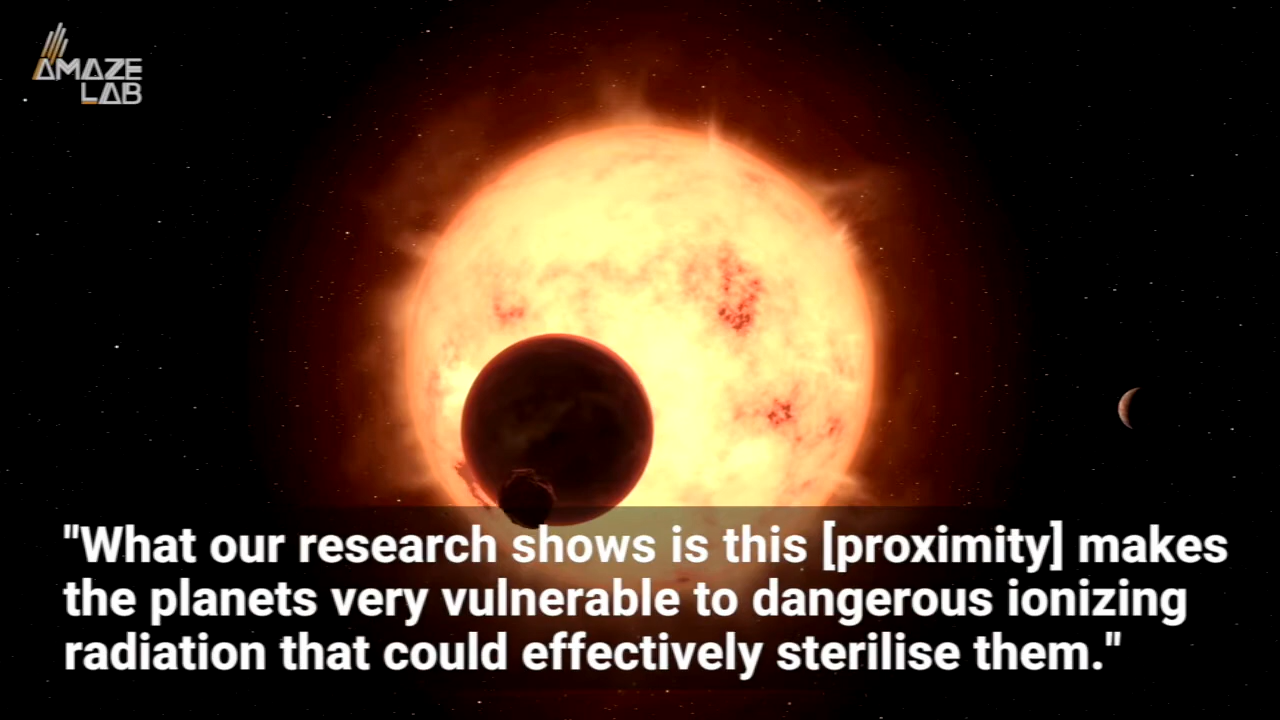 AMAZE
LAB
"What our research shows is this [proximity] makes
the planets very vulnerable to dangerous ionizing
radiation that could effectively sterilise them."